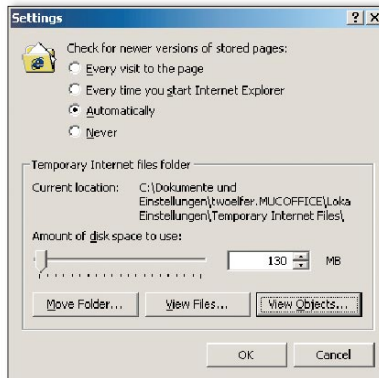 Settings
Check for newer versions of stored pages:
Every visit to the page
Every time you start Internet Explorer
Automatically
Never
Temporary Internet files folder
Current location: C:\Dokumente und
Einstellungen\twoelfer.MUCOFFICE\Loka
Einstellungen\Temporary Internet Files\
Amount of disk space to use:
130 MB
Move Folder... View Files... View Objects...
OK Cancel